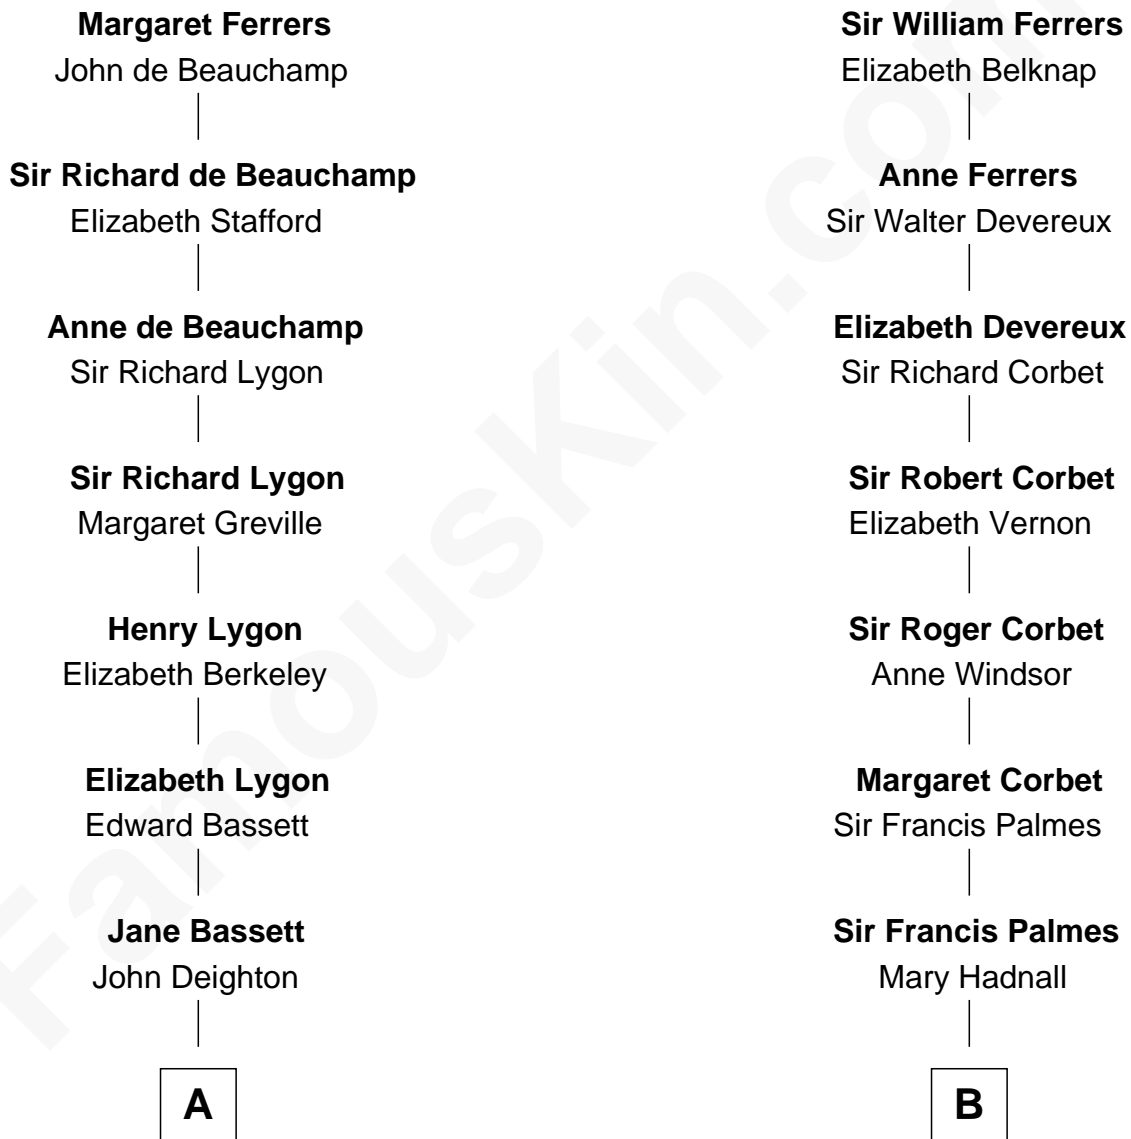 Margaret Ferrers
John de Beauchamp
Sir Richard de Beauchamp
Elizabeth Stafford
Anne de Beauchamp
Sir Richard Lygon
Sir Richard Lygon
Margaret Greville
Henry Lygon
Elizabeth Berkeley
Elizabeth Lygon
Edward Bassett
Jane Bassett
John Deighton
A
Sir William Ferrers
Elizabeth Belknap
Anne Ferrers
Sir Walter Devereux
Elizabeth Devereux
Sir Richard Corbet
Sir Robert Corbet
Elizabeth Vernon
Sir Roger Corbet
Anne Windsor
Margaret Corbet
Sir Francis Palmes
Sir Francis Palmes
Mary Hadnall
B
FamousKin.com